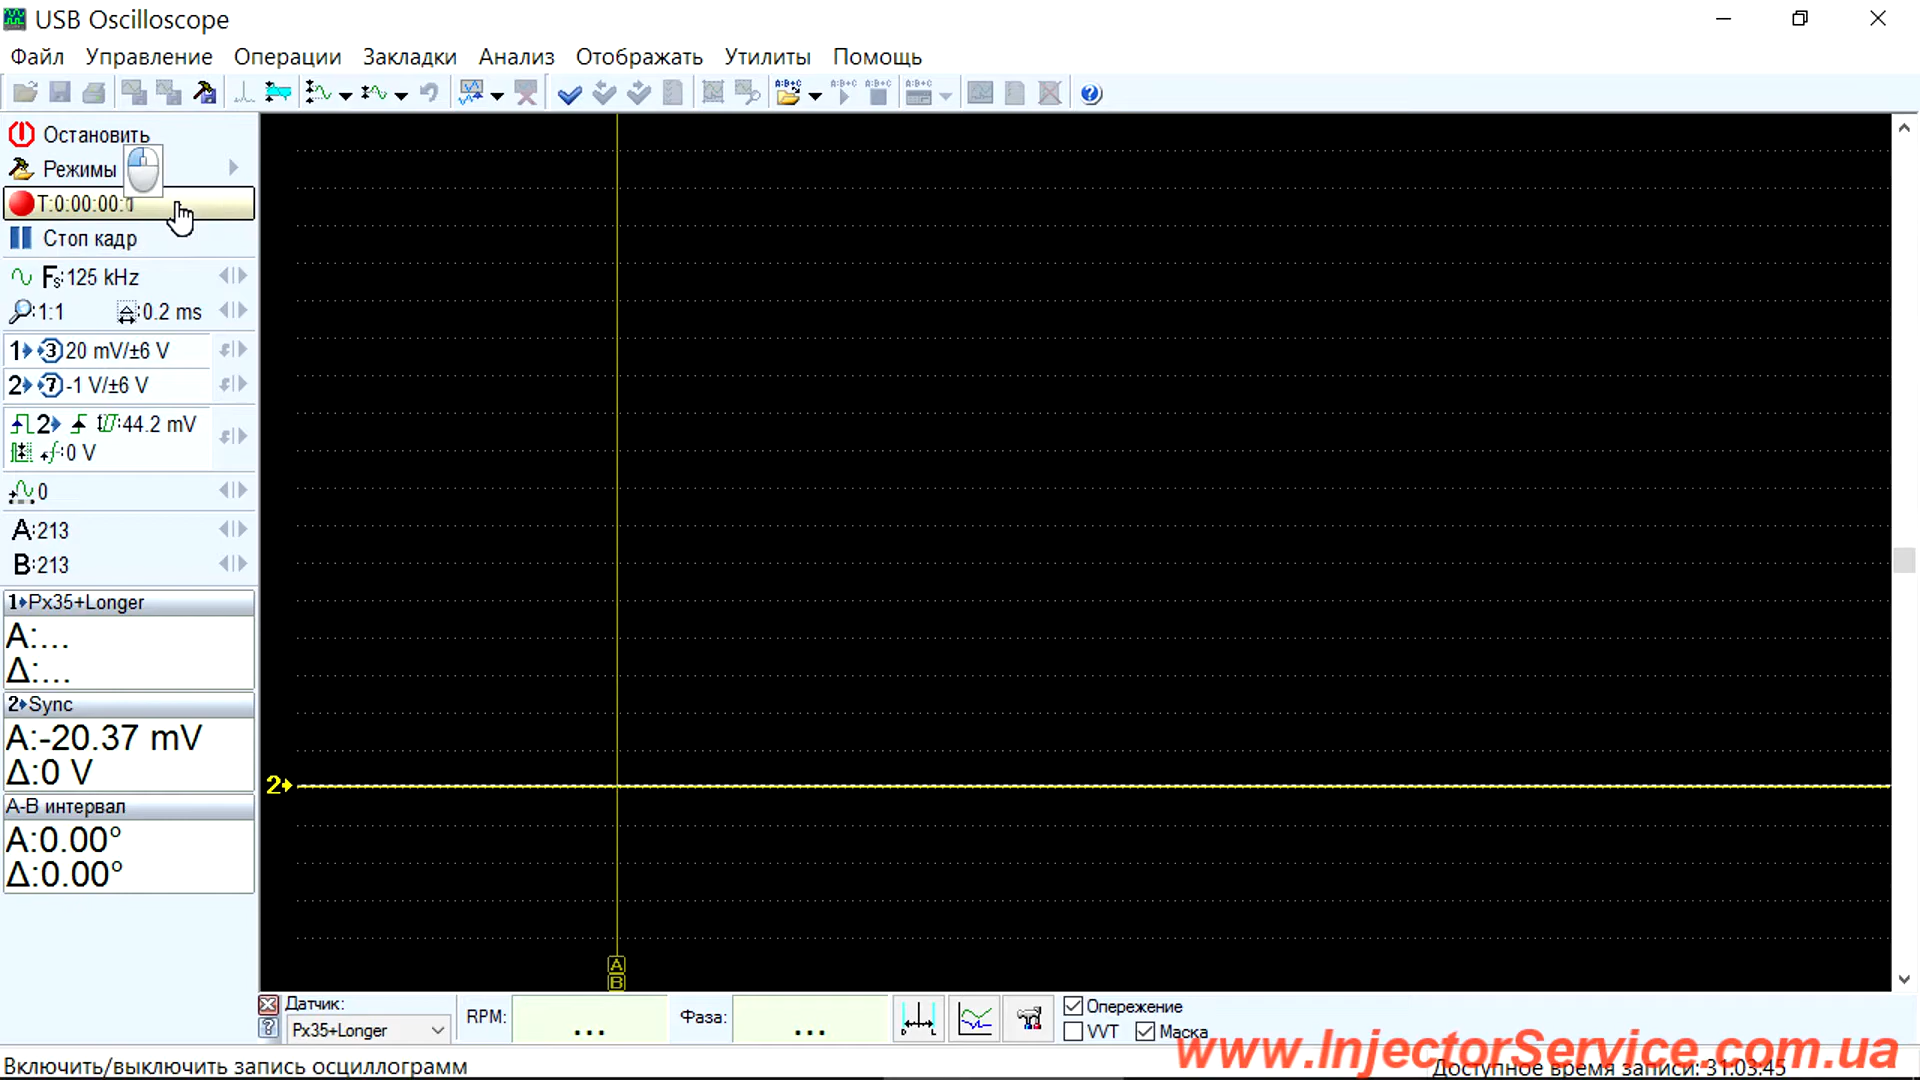 USB Oscilloscope
Файл Управление Операции Закладки Анализ Отображать Утилиты Помощь
A:B+C A:B+C A:B+C A:B+C
Остановить
Режимы
T:0:00:00:1
Стоп кадр
Fs:125 kHz
:1:1 :0.2 ms
1 3 20 mV/±6 V
2 7 -1 V/±6 V
2 :44.2 mV
:0 V
0
A:213
B:213
1 Px35+Longer
A:...
Δ:...
2 Sync
A:-20.37 mV
Δ:0 V
A-B интервал
A:0.00°
Δ:0.00°
2
A
B
Датчик:
Px35+Longer
RPM: ...
Фаза: ...
Опережение
VVT Маска
www.InjectorService.com.ua
Включить/выключить запись осциллограмм
Доступное время записи: 31:03:45